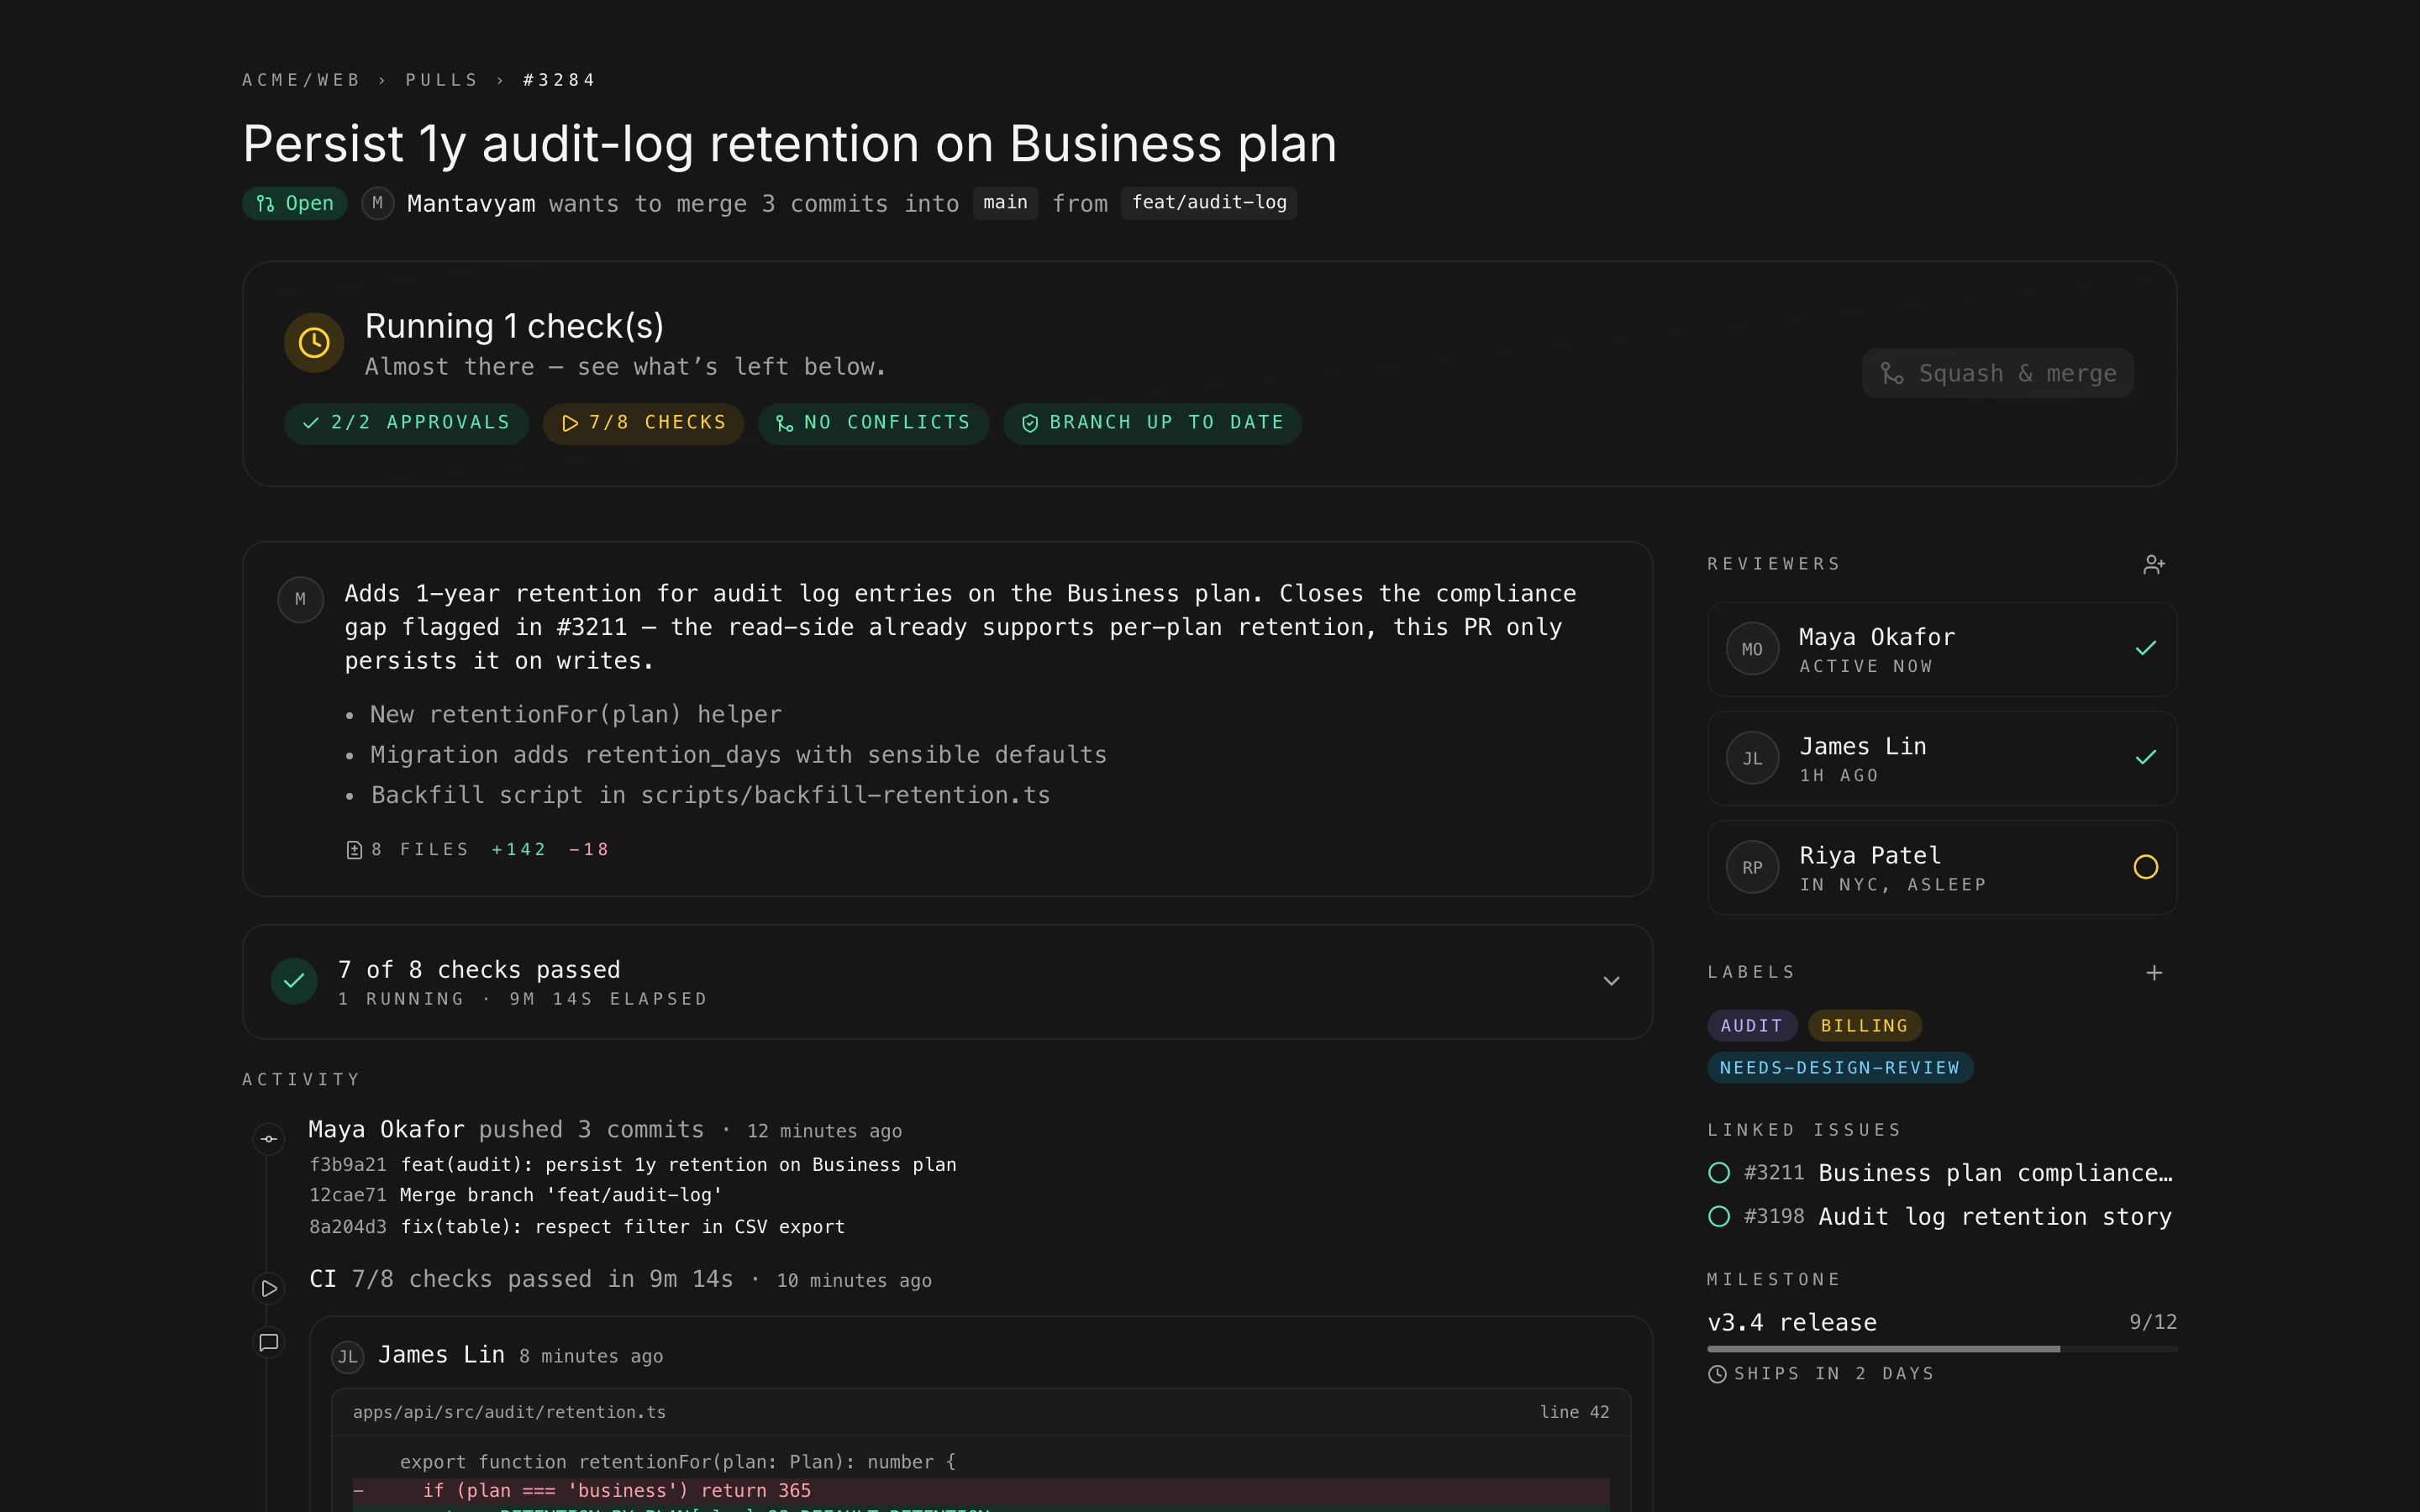 ACME/WEB › PULLS › #3284
Persist 1y audit-log retention on Business plan
Open M Mantavyam wants to merge 3 commits into main from feat/audit-log
Running 1 check(s)
Almost there — see what’s left below.
Squash & merge
2/2 APPROVALS 7/8 CHECKS NO CONFLICTS BRANCH UP TO DATE
M
Adds 1-year retention for audit log entries on the Business plan. Closes the compliance
gap flagged in #3211 — the read-side already supports per-plan retention, this PR only
persists it on writes.
• New retentionFor(plan) helper
• Migration adds retention_days with sensible defaults
• Backfill script in scripts/backfill-retention.ts
8 FILES +142 −18
7 of 8 checks passed
1 RUNNING · 9M 14S ELAPSED
ACTIVITY
Maya Okafor pushed 3 commits · 12 minutes ago
f3b9a21 feat(audit): persist 1y retention on Business plan
12cae71 Merge branch 'feat/audit-log'
8a204d3 fix(table): respect filter in CSV export
CI 7/8 checks passed in 9m 14s · 10 minutes ago
JL James Lin 8 minutes ago
apps/api/src/audit/retention.ts line 42
export function retentionFor(plan: Plan): number {
− if (plan === 'business') return 365
REVIEWERS
MO Maya Okafor
ACTIVE NOW
JL James Lin
1H AGO
RP Riya Patel
IN NYC, ASLEEP
LABELS
AUDIT BILLING
NEEDS-DESIGN-REVIEW
LINKED ISSUES
#3211 Business plan compliance…
#3198 Audit log retention story
MILESTONE
v3.4 release 9/12
SHIPS IN 2 DAYS